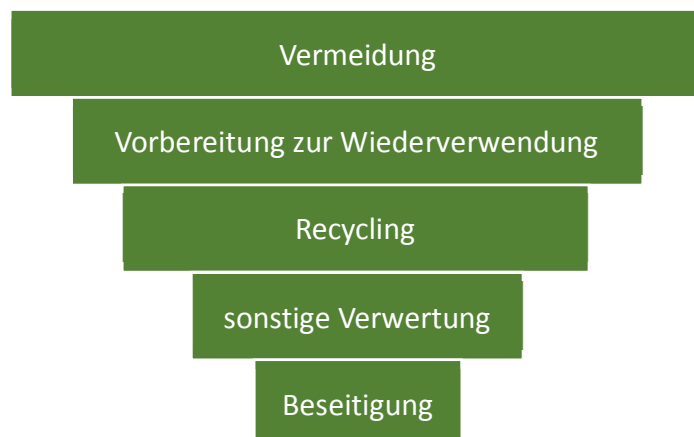 Vermeidung
Vorbereitung zur Wiederverwendung
Recycling
sonstige Verwertung
Beseitigung